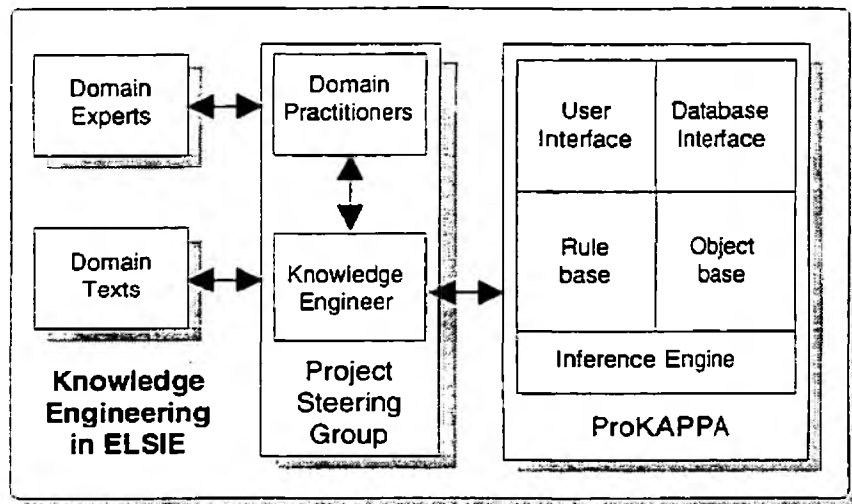 Domain
Experts
Domain
Texts
Knowledge
Engineering
in ELSIE
Domain
Practitioners
Knowledge
Engineer
Project
Steering
Group
User
Interface
Database
Interface
Rule
base
Object
base
Inference Engine
ProKAPPA